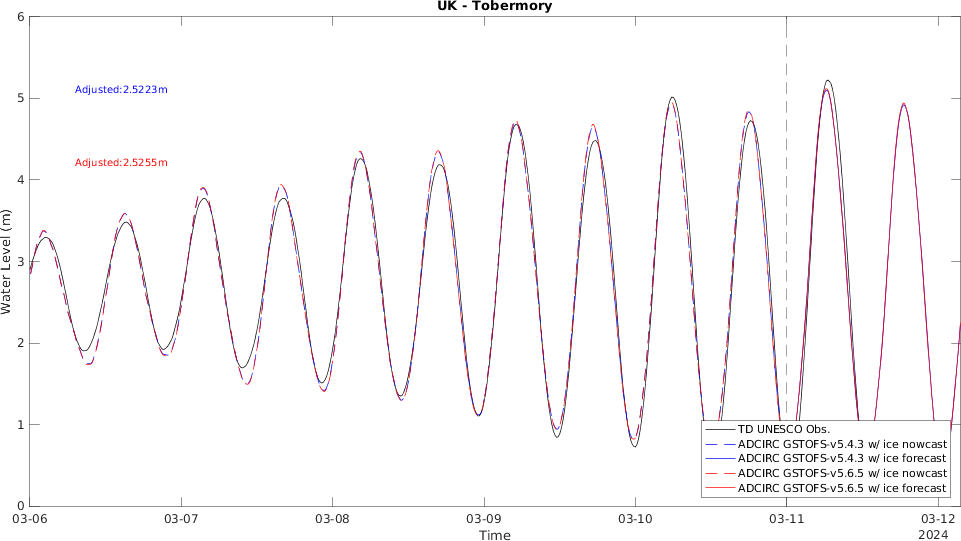 UK - Tobermory
6
5
4
3
2
1
0
Water Level (m)
Adjusted:2.5223m
Adjusted:2.5255m
TD UNESCO Obs.
ADCIRC GSTOFS-v5.4.3 w/ ice nowcast
ADCIRC GSTOFS-v5.4.3 w/ ice forecast
ADCIRC GSTOFS-v5.6.5 w/ ice nowcast
ADCIRC GSTOFS-v5.6.5 w/ ice forecast
03-06 03-07 03-08 03-09 03-10 03-11 03-12
Time 2024